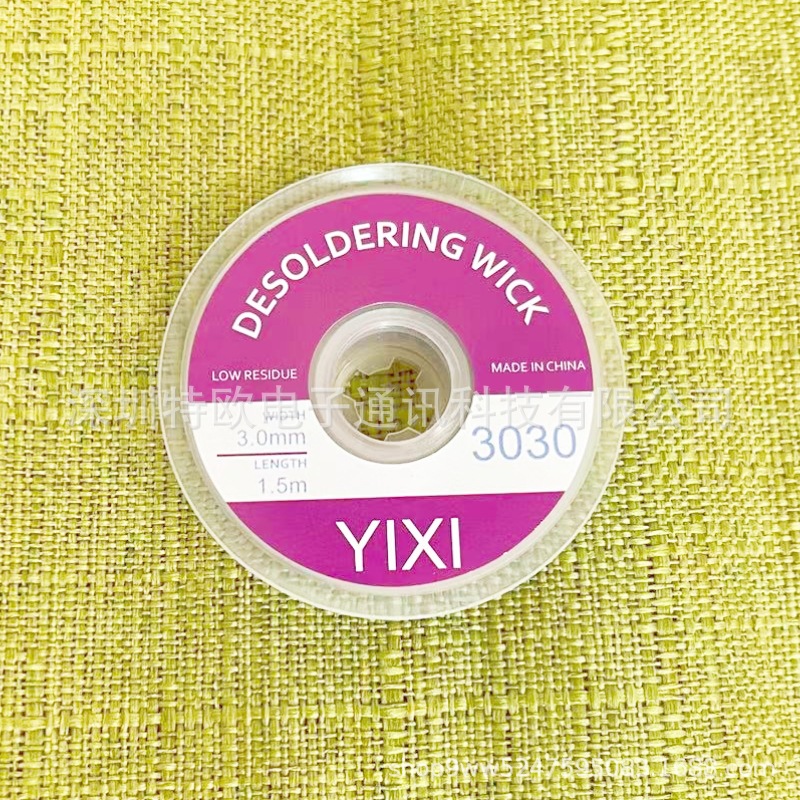 DESOLDERING WICK
LOW RESIDUE
MADE IN CHINA
深圳特欧电子通讯科技有限公司
WIDTH
3.0mm
3030
LENGTH
1.5m
YIXI